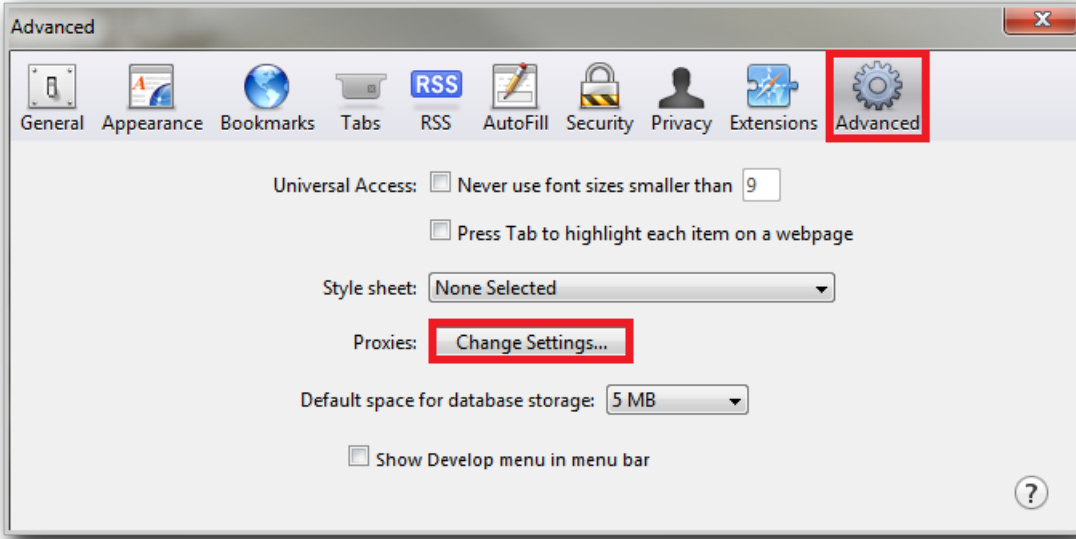 Advanced
RSS
General Appearance Bookmarks Tabs RSS AutoFill Security Privacy Extensions Advanced
Universal Access: Never use font sizes smaller than 9
Press Tab to highlight each item on a webpage
Style sheet: None Selected
Proxies: Change Settings...
Default space for database storage: 5 MB
Show Develop menu in menu bar
?